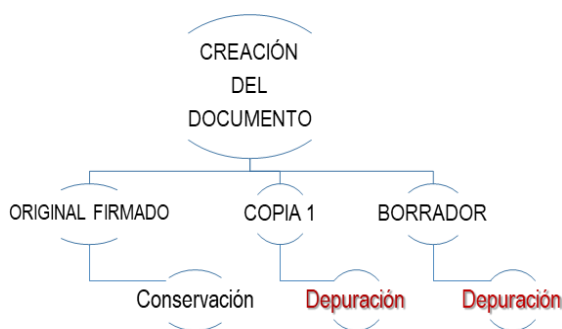 CREACIÓN
DEL
DOCUMENTO
ORIGINAL FIRMADO
COPIA 1
BORRADOR
Conservación
Depuración
Depuración